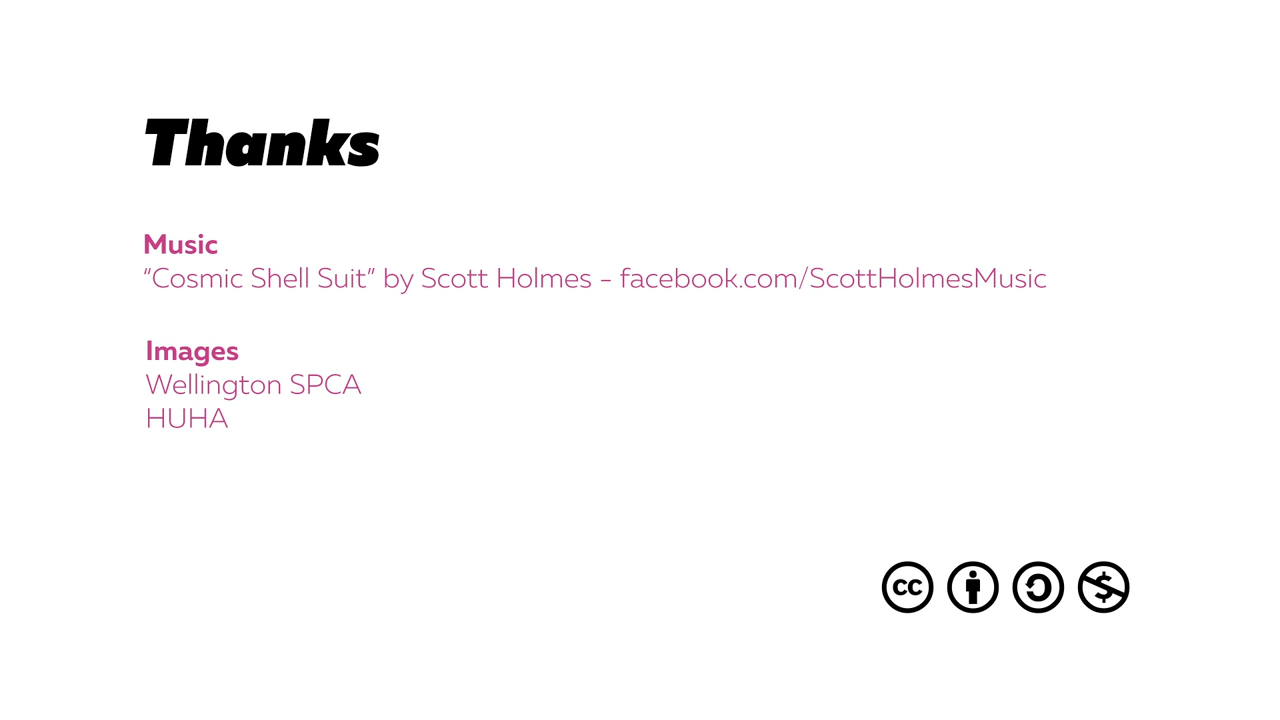 Thanks
Music
“Cosmic Shell Suit” by Scott Holmes - facebook.com/ScottHolmesMusic
Images
Wellington SPCA
HUHA
cc